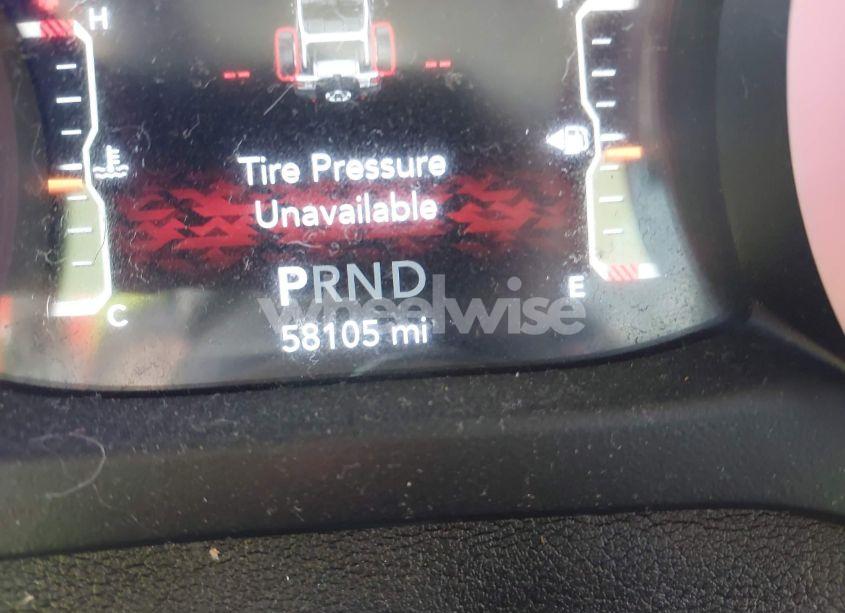 H
Tire Pressure
Unavailable
PRND
E
C
58105 mi
wheelwise